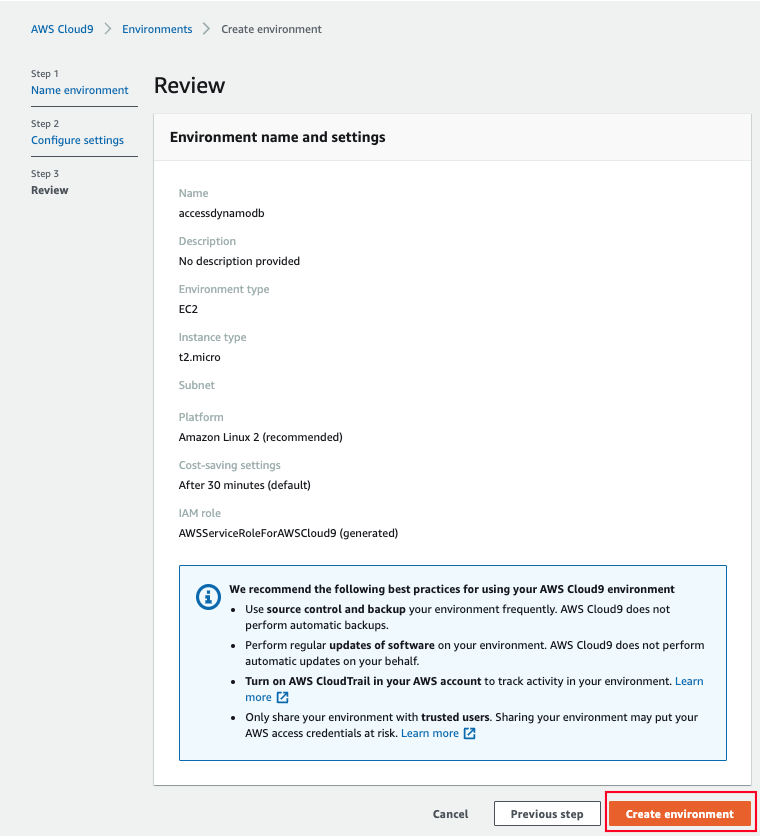 AWS Cloud9 > Environments > Create environment
Step 1
Name environment
Step 2
Configure settings
Step 3
Review
Review
Environment name and settings
Name
accessdynamodb
Description
No description provided
Environment type
EC2
Instance type
t2.micro
Subnet
Platform
Amazon Linux 2 (recommended)
Cost-saving settings
After 30 minutes (default)
IAM role
AWSServiceRoleForAWSCloud9 (generated)
We recommend the following best practices for using your AWS Cloud9 environment
• Use source control and backup your environment frequently. AWS Cloud9 does not
perform automatic backups.
• Perform regular updates of software on your environment. AWS Cloud9 does not perform
automatic updates on your behalf.
• Turn on AWS CloudTrail in your AWS account to track activity in your environment. Learn
more
• Only share your environment with trusted users. Sharing your environment may put your
AWS access credentials at risk. Learn more
Cancel Previous step Create environment